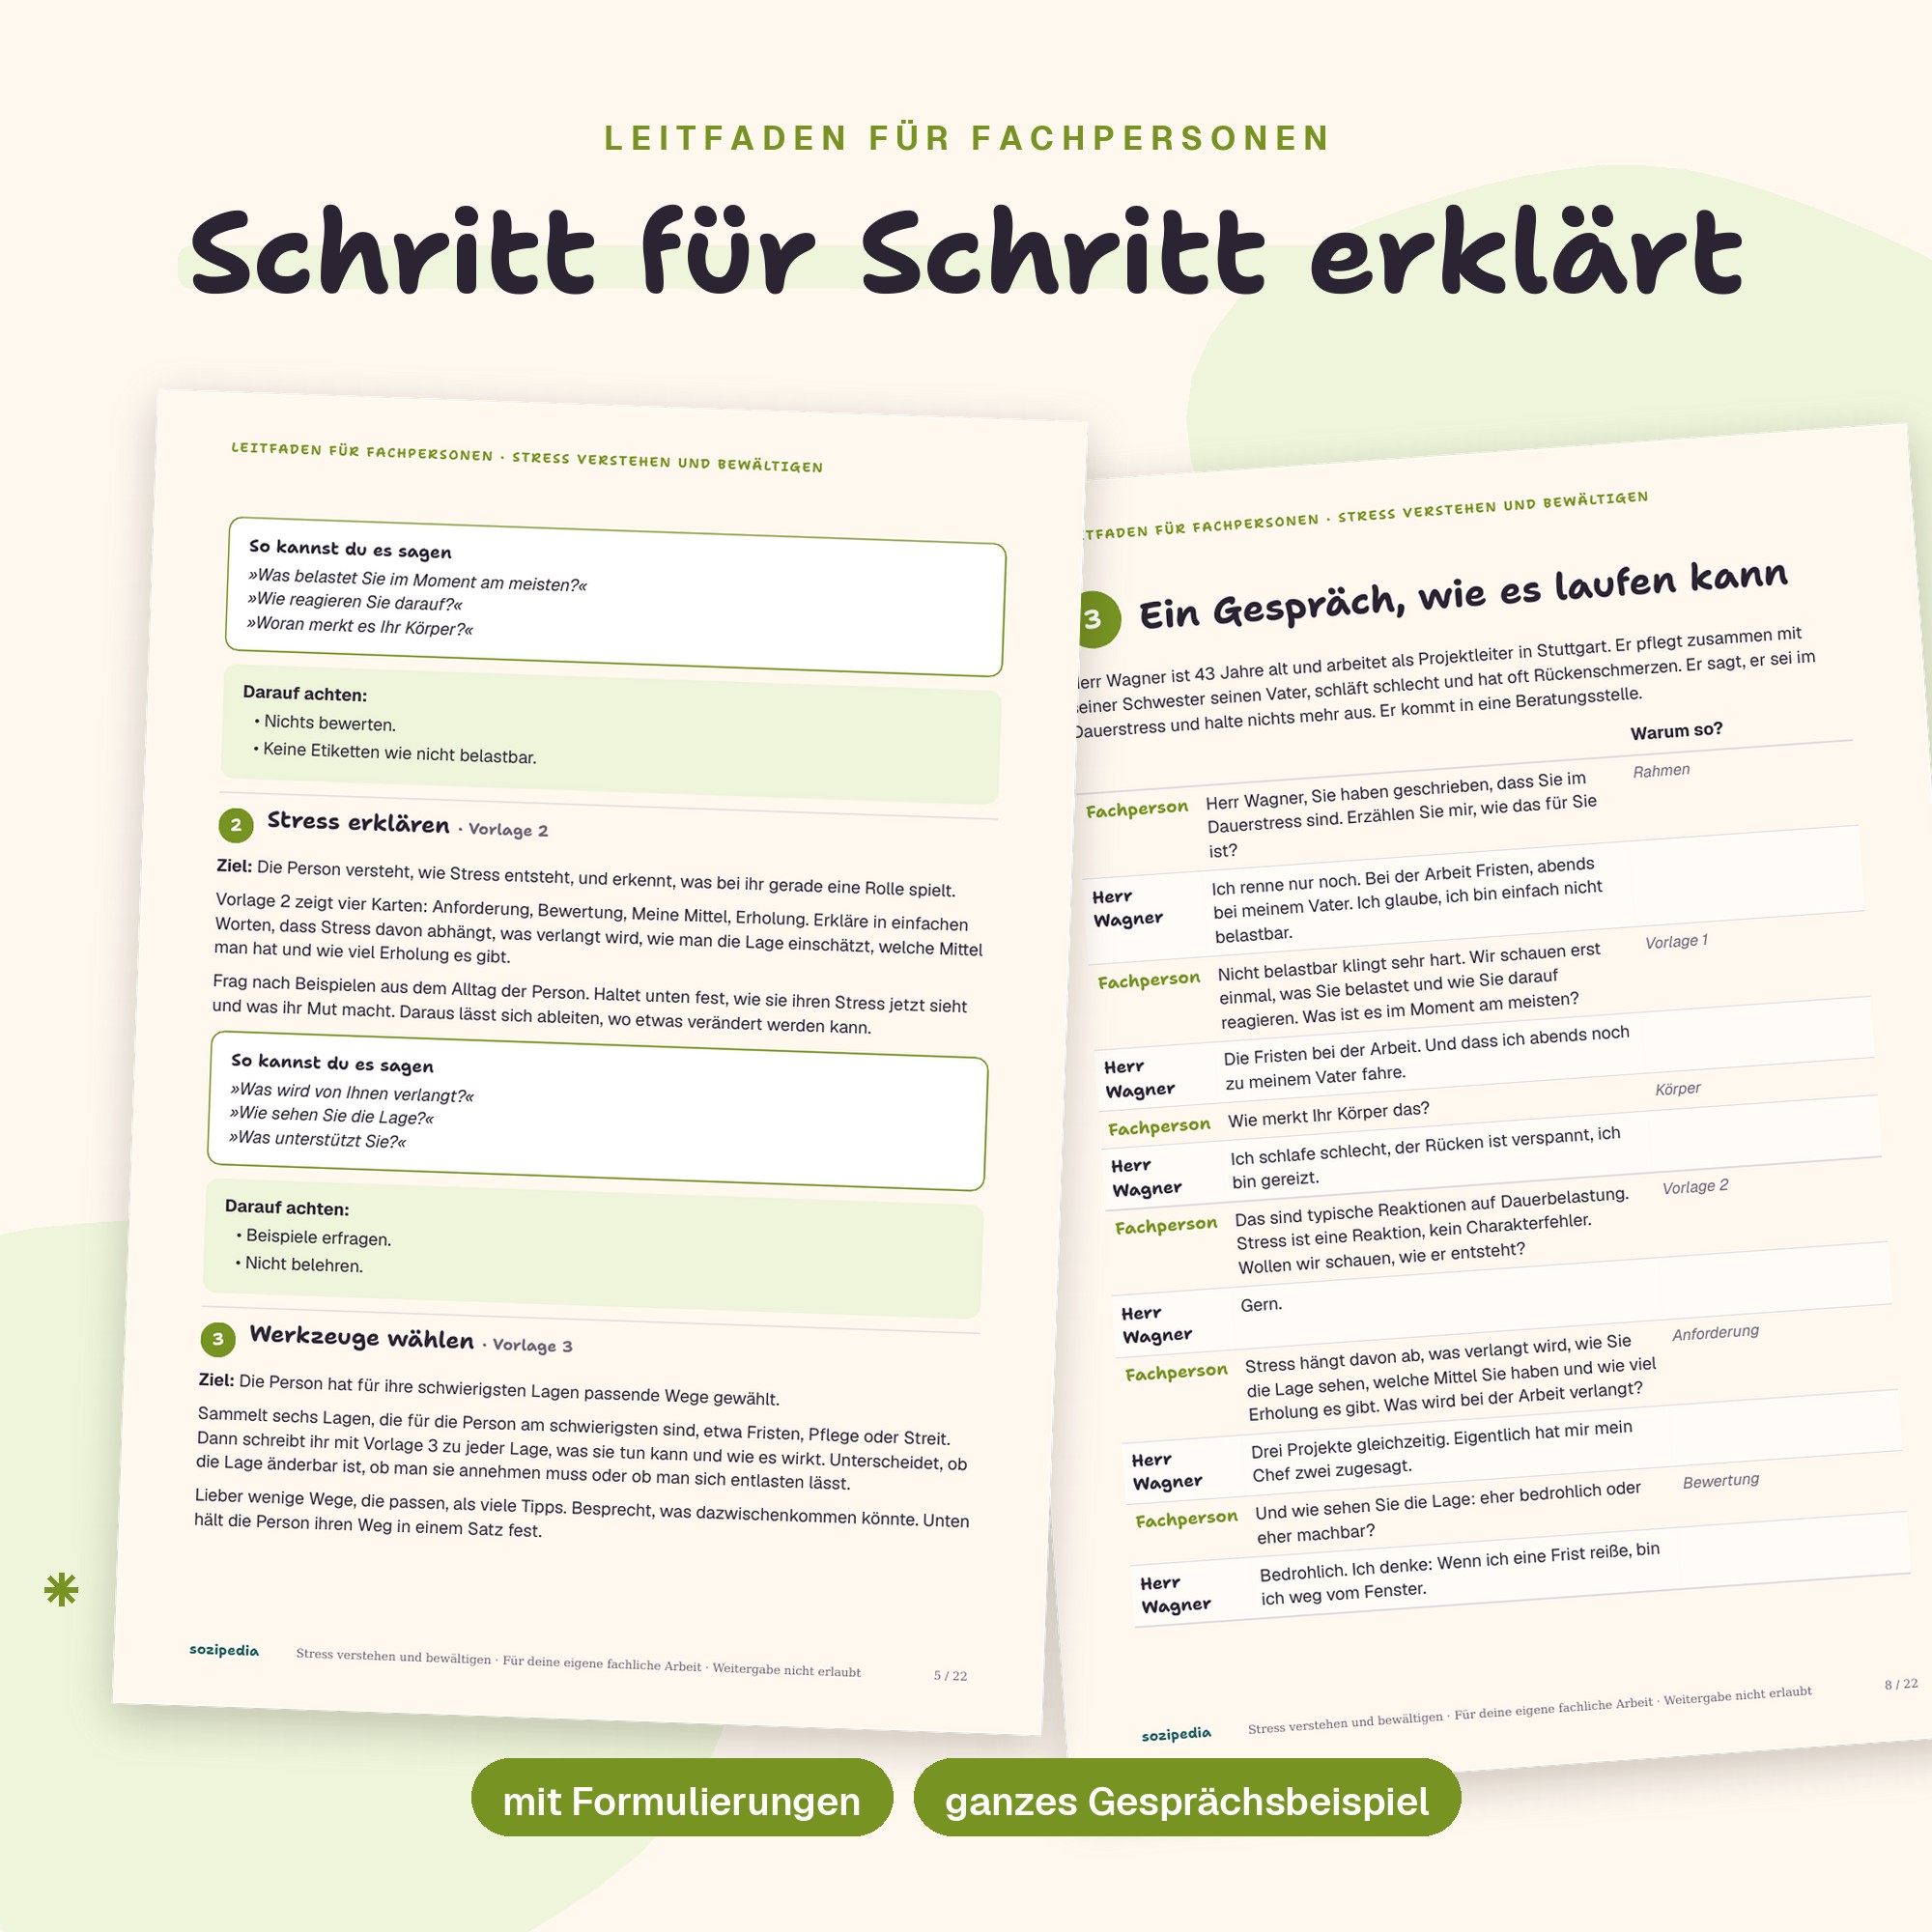 LEITFADEN FÜR FACHPERSONEN
Schritt für Schritt erklärt
LEITFADEN FÜR FACHPERSONEN · STRESS VERSTEHEN UND BEWÄLTIGEN
So kannst du es sagen
»Was belastet Sie im Moment am meisten?«
»Wie reagieren Sie darauf?«
»Woran merkt es Ihr Körper?«
Darauf achten:
• Nichts bewerten.
• Keine Etiketten wie nicht belastbar.
2 Stress erklären · Vorlage 2
Ziel: Die Person versteht, wie Stress entsteht, und erkennt, was bei ihr gerade eine Rolle spielt.
Vorlage 2 zeigt vier Karten: Anforderung, Bewertung, Meine Mittel, Erholung. Erkläre in einfachen
Worten, dass Stress davon abhängt, was verlangt wird, wie man die Lage einschätzt, welche Mittel
man hat und wie viel Erholung es gibt.
Frag nach Beispielen aus dem Alltag der Person. Haltet unten fest, wie sie ihren Stress jetzt sieht
und was ihr Mut macht. Daraus lässt sich ableiten, wo etwas verändert werden kann.
So kannst du es sagen
»Was wird von Ihnen verlangt?«
»Wie sehen Sie die Lage?«
»Was unterstützt Sie?«
Darauf achten:
• Beispiele erfragen.
• Nicht belehren.
3 Werkzeuge wählen · Vorlage 3
Ziel: Die Person hat für ihre schwierigsten Lagen passende Wege gewählt.
Sammelt sechs Lagen, die für die Person am schwierigsten sind, etwa Fristen, Pflege oder Streit.
Dann schreibt ihr mit Vorlage 3 zu jeder Lage, was sie tun kann und wie es wirkt. Unterscheidet, ob
die Lage änderbar ist, ob man sie annehmen muss oder ob man sich entlasten lässt.
Lieber wenige Wege, die passen, als viele Tipps. Besprecht, was dazwischenkommen könnte. Unten
hält die Person ihren Weg in einem Satz fest.
sozipedia Stress verstehen und bewältigen · Für deine eigene fachliche Arbeit · Weitergabe nicht erlaubt 5 / 22
TFADEN FÜR FACHPERSONEN · STRESS VERSTEHEN UND BEWÄLTIGEN
3 Ein Gespräch, wie es laufen kann
err Wagner ist 43 Jahre alt und arbeitet als Projektleiter in Stuttgart. Er pflegt zusammen mit
seiner Schwester seinen Vater, schläft schlecht und hat oft Rückenschmerzen. Er sagt, er sei im
Dauerstress und halte nichts mehr aus. Er kommt in eine Beratungsstelle.
Warum so?
Fachperson Herr Wagner, Sie haben geschrieben, dass Sie im Rahmen
Dauerstress sind. Erzählen Sie mir, wie das für Sie
ist?
Herr Ich renne nur noch. Bei der Arbeit Fristen, abends
Wagner bei meinem Vater. Ich glaube, ich bin einfach nicht
belastbar.
Fachperson Nicht belastbar klingt sehr hart. Wir schauen erst Vorlage 1
einmal, was Sie belastet und wie Sie darauf
reagieren. Was ist es im Moment am meisten?
Herr Die Fristen bei der Arbeit. Und dass ich abends noch
Wagner zu meinem Vater fahre.
Fachperson Wie merkt Ihr Körper das? Körper
Herr Ich schlafe schlecht, der Rücken ist verspannt, ich
Wagner bin gereizt.
Fachperson Das sind typische Reaktionen auf Dauerbelastung. Vorlage 2
Stress ist eine Reaktion, kein Charakterfehler.
Wollen wir schauen, wie er entsteht?
Herr Gern.
Wagner
Fachperson Stress hängt davon ab, was verlangt wird, wie Sie Anforderung
die Lage sehen, welche Mittel Sie haben und wie viel
Erholung es gibt. Was wird bei der Arbeit verlangt?
Herr Drei Projekte gleichzeitig. Eigentlich hat mir mein
Wagner Chef zwei zugesagt.
Fachperson Und wie sehen Sie die Lage: eher bedrohlich oder Bewertung
eher machbar?
Herr Bedrohlich. Ich denke: Wenn ich eine Frist reiße, bin
Wagner ich weg vom Fenster.
sozipedia Stress verstehen und bewältigen · Für deine eigene fachliche Arbeit · Weitergabe nicht erlaubt 8 / 22
mit Formulierungen
ganzes Gesprächsbeispiel